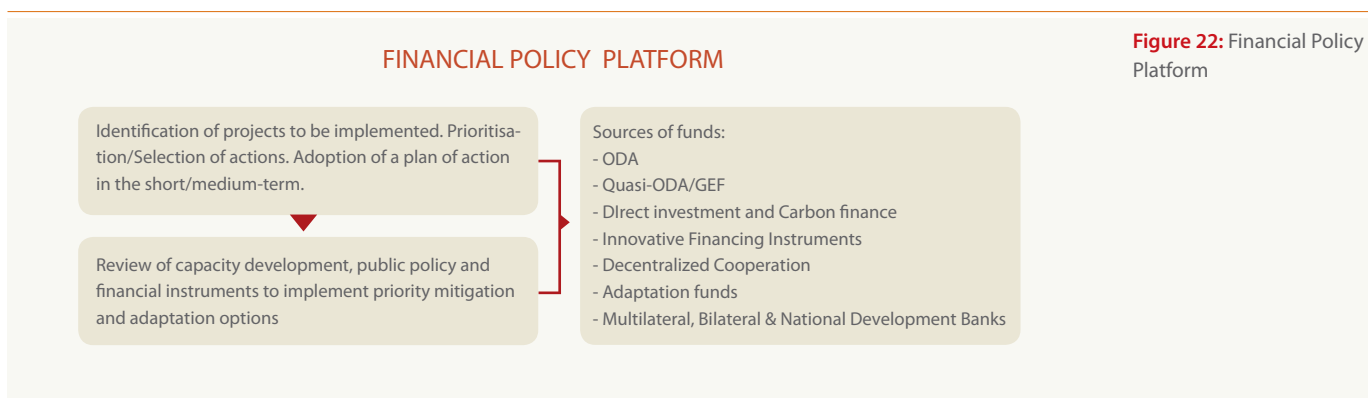 FINANCIAL POLICY PLATFORM
Identification of projects to be implemented. Prioritisa-
tion/Selection of actions. Adoption of a plan of action
in the short/medium-term.
Review of capacity development, public policy and
financial instruments to implement priority mitigation
and adaptation options
Sources of funds:
- ODA
- Quasi-ODA/GEF
- DIrect investment and Carbon finance
- Innovative Financing Instruments
- Decentralized Cooperation
- Adaptation funds
- Multilateral, Bilateral & National Development Banks
Figure 22: Financial Policy
Platform